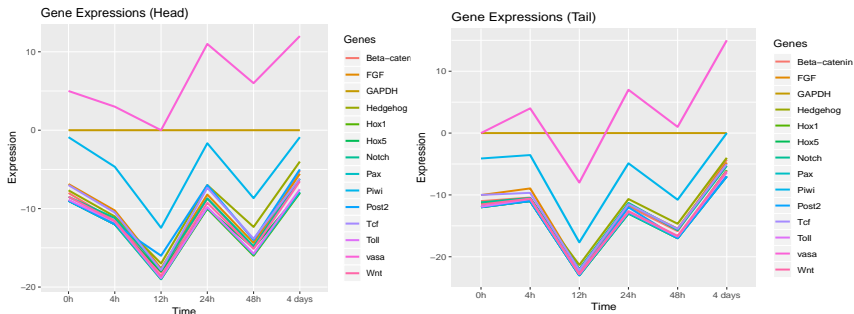 Gene Expressions (Head)
Expression
10
0
−10
−20
0h 4h 12h 24h 48h 4 days
Time
Genes
Beta−caten
FGF
GAPDH
Hedgehog
Hox1
Hox5
Notch
Pax
Piwi
Post2
Tcf
Toll
vasa
Wnt
Gene Expressions (Tail)
Expression
10
0
−10
−20
0h 4h 12h 24h 48h 4 days
Time
Genes
Beta−catenin
FGF
GAPDH
Hedgehog
Hox1
Hox5
Notch
Pax
Piwi
Post2
Tcf
Toll
vasa
Wnt